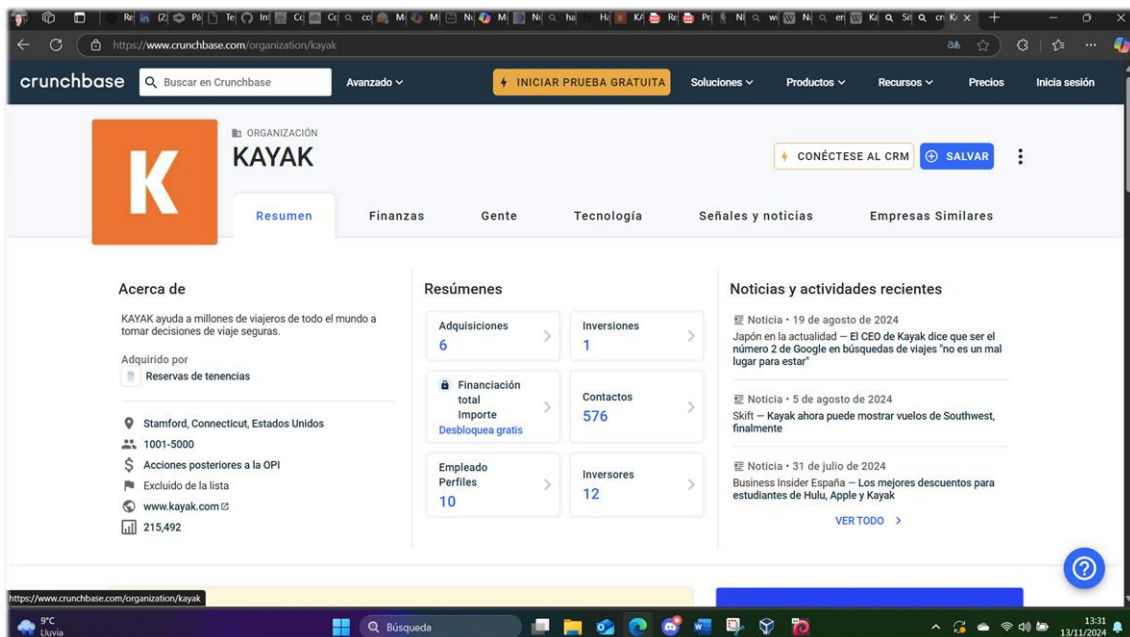 https://www.crunchbase.com/organization/kayak
crunchbase
Buscar en Crunchbase
Avanzado
INICIAR PRUEBA GRATUITA
Soluciones
Productos
Recursos
Precios
Inicia sesión
K
ORGANIZACIÓN
KAYAK
CONÉCTESE AL CRM
SALVAR
Resumen
Finanzas
Gente
Tecnología
Señales y noticias
Empresas Similares
Acerca de
KAYAK ayuda a millones de viajeros de todo el mundo a
tomar decisiones de viaje seguras.
Adquirido por
Reservas de tenencias
Stamford, Connecticut, Estados Unidos
1001-5000
Acciones posteriores a la OPI
Excluido de la lista
www.kayak.com
215,492
Resúmenes
Adquisiciones
6
Inversiones
1
Financiación
total
Importe
Desbloquea gratis
Contactos
576
Empleado
Perfiles
10
Inversores
12
Noticias y actividades recientes
Noticia • 19 de agosto de 2024
Japón en la actualidad — El CEO de Kayak dice que ser el
número 2 de Google en búsquedas de viajes "no es un mal
lugar para estar"
Noticia • 5 de agosto de 2024
Skift — Kayak ahora puede mostrar vuelos de Southwest,
finalmente
Noticia • 31 de julio de 2024
Business Insider España — Los mejores descuentos para
estudiantes de Hulu, Apple y Kayak
VER TODO
https://www.crunchbase.com/organization/kayak
9°C
Lluvia
Búsqueda
13:31
13/11/2024